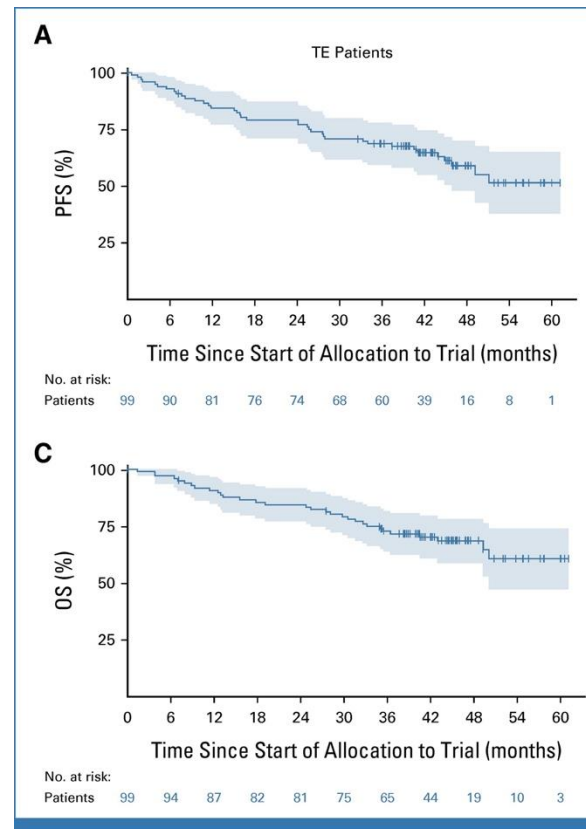 A
TE Patients
100
75
50
25
PFS (%)
0 6 12 18 24 30 36 42 48 54 60
Time Since Start of Allocation to Trial (months)
No. at risk:
Patients 99 90 81 76 74 68 60 39 16 8 1
C
100
75
50
25
OS (%)
0 6 12 18 24 30 36 42 48 54 60
Time Since Start of Allocation to Trial (months)
No. at risk:
Patients 99 94 87 82 81 75 65 44 19 10 3